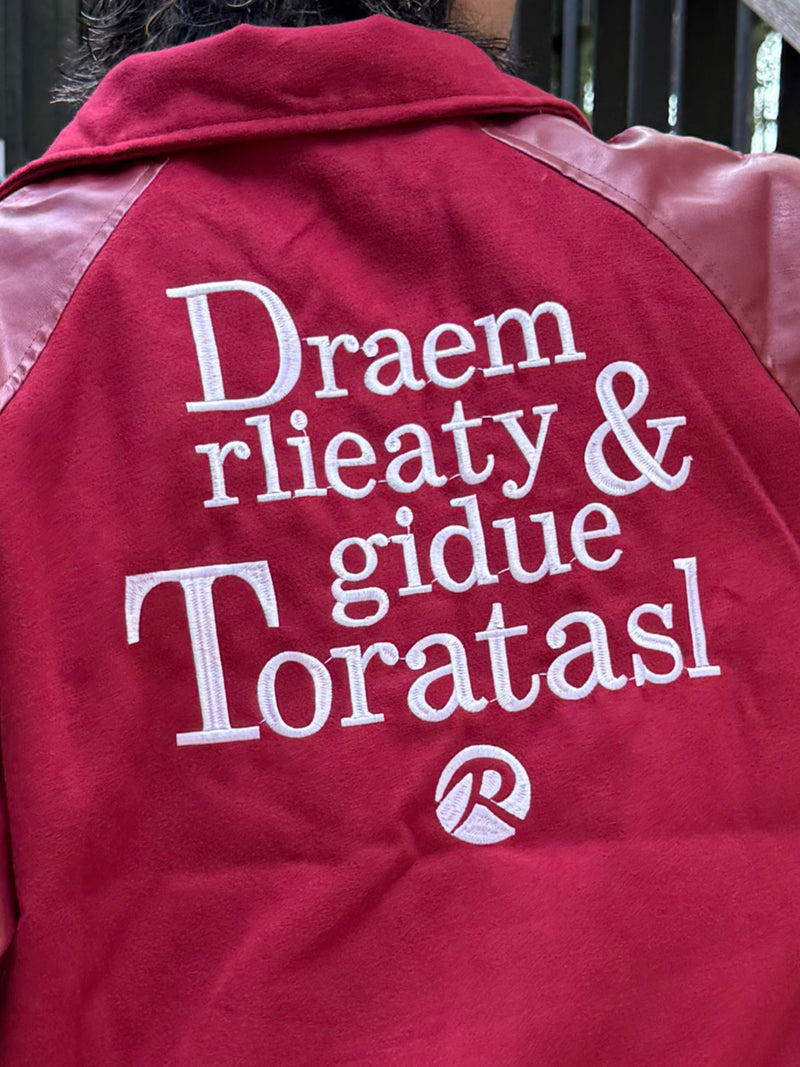 Draem
rlieaty &
gidue
Toratasl
R